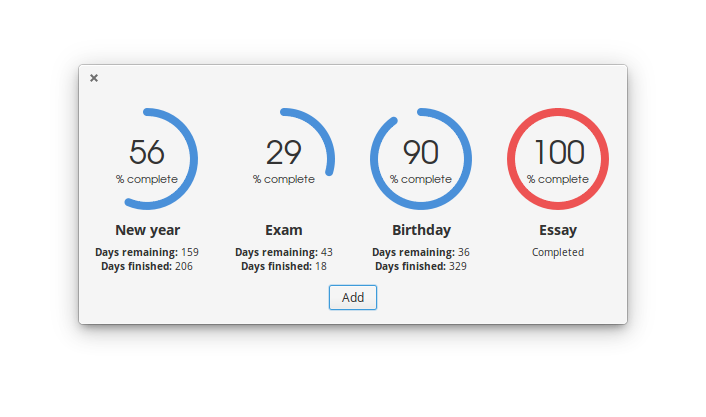 56
% complete
New year
Days remaining: 159
Days finished: 206
29
% complete
Exam
Days remaining: 43
Days finished: 18
90
% complete
Birthday
Days remaining: 36
Days finished: 329
100
% complete
Essay
Completed
Add